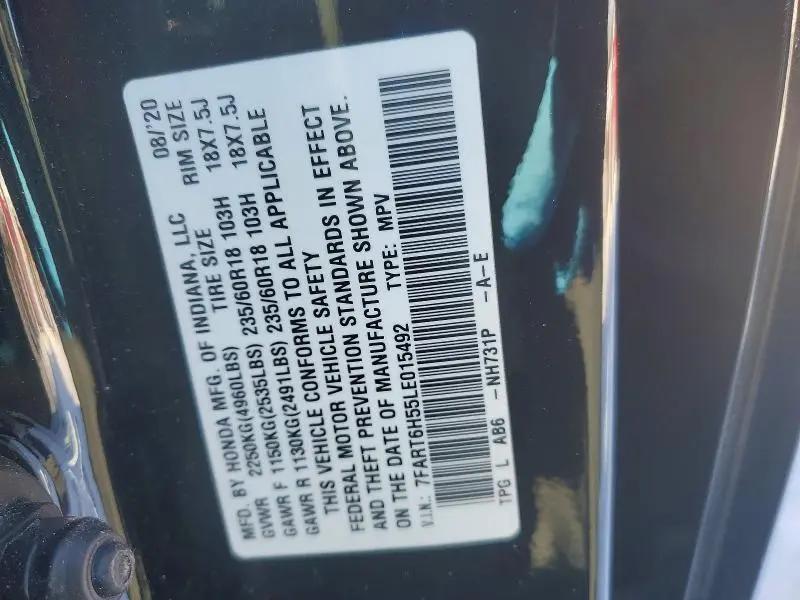 MFD. BY HONDA MFG. OF INDIANA, LLC 08/'20
GVWR 2250KG(4960LBS) TIRE SIZE RIM SIZE
GAWR F 1150KG(2535LBS) 235/60R18 103H 18X7.5J
GAWR R 1130KG(2491LBS) 235/60R18 103H 18X7.5J
THIS VEHICLE CONFORMS TO ALL APPLICABLE
FEDERAL MOTOR VEHICLE SAFETY
AND THEFT PREVENTION STANDARDS IN EFFECT
ON THE DATE OF MANUFACTURE SHOWN ABOVE.
V.I.N.: 7FART6H55LE015492 TYPE: MPV
TPG L AB6 -NH731P -A-E